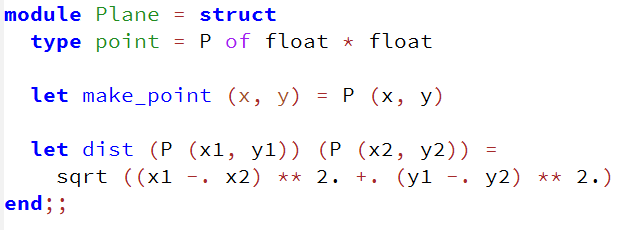 module Plane = struct
type point = P of float * float
let make_point (x, y) = P (x, y)
let dist (P (x1, y1)) (P (x2, y2)) =
sqrt ((x1 -. x2) ** 2. +. (y1 -. y2) ** 2.)
end;;